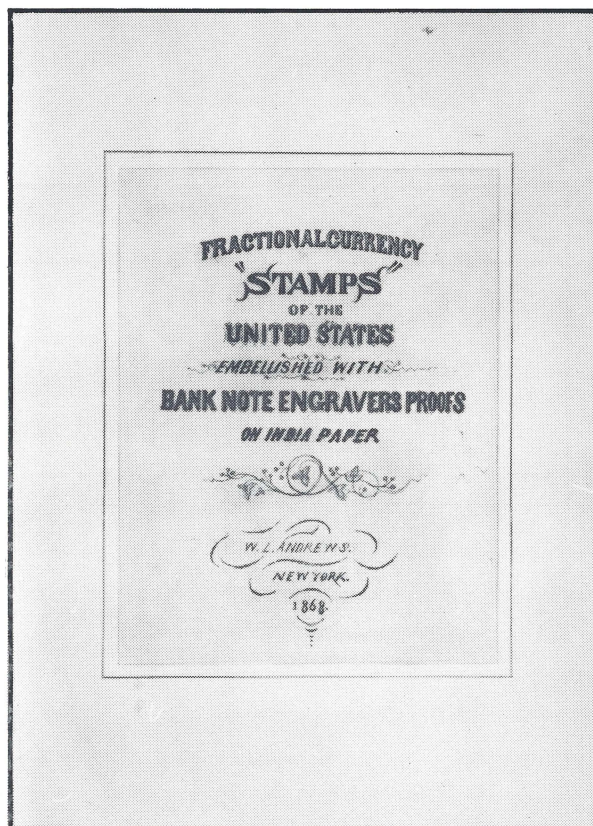 FRACTIONAL CURRENCY
"STAMPS"
OF THE
UNITED STATES
EMBELLISHED WITH
BANK NOTE ENGRAVERS PROOFS
ON INDIA PAPER
W. L. ANDREWS.
NEW YORK.
1868.